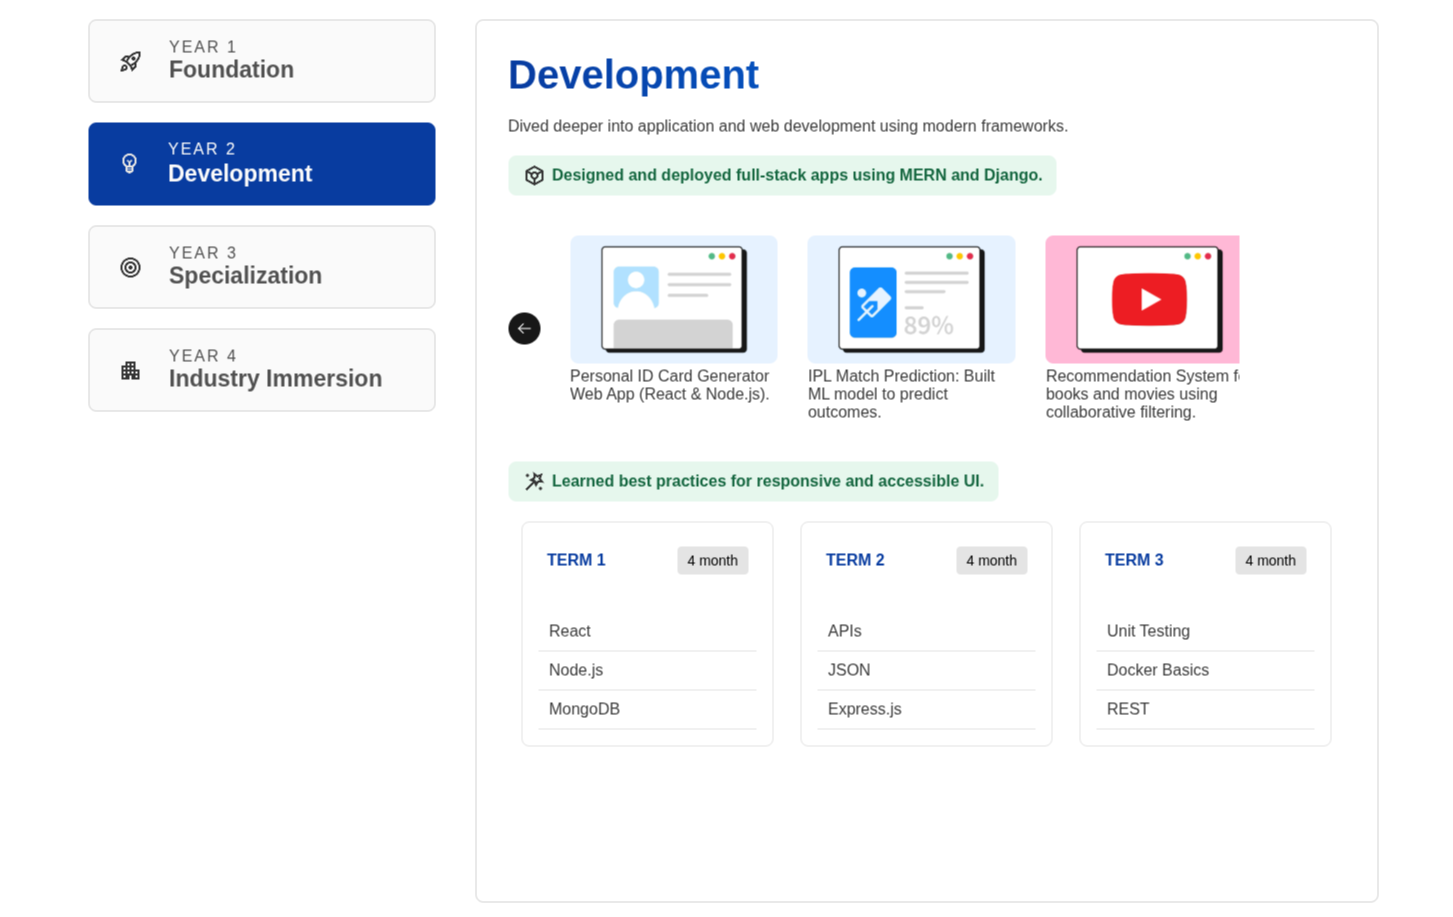 YEAR 1
Foundation
YEAR 2
Development
YEAR 3
Specialization
YEAR 4
Industry Immersion
Development
Dived deeper into application and web development using modern frameworks.
Designed and deployed full-stack apps using MERN and Django.
Personal ID Card Generator
Web App (React & Node.js).
89%
IPL Match Prediction: Built
ML model to predict
outcomes.
Recommendation System
books and movies using
collaborative filtering.
Learned best practices for responsive and accessible UI.
TERM 1
4 month
React
Node.js
MongoDB
TERM 2
4 month
APIs
JSON
Express.js
TERM 3
4 month
Unit Testing
Docker Basics
REST